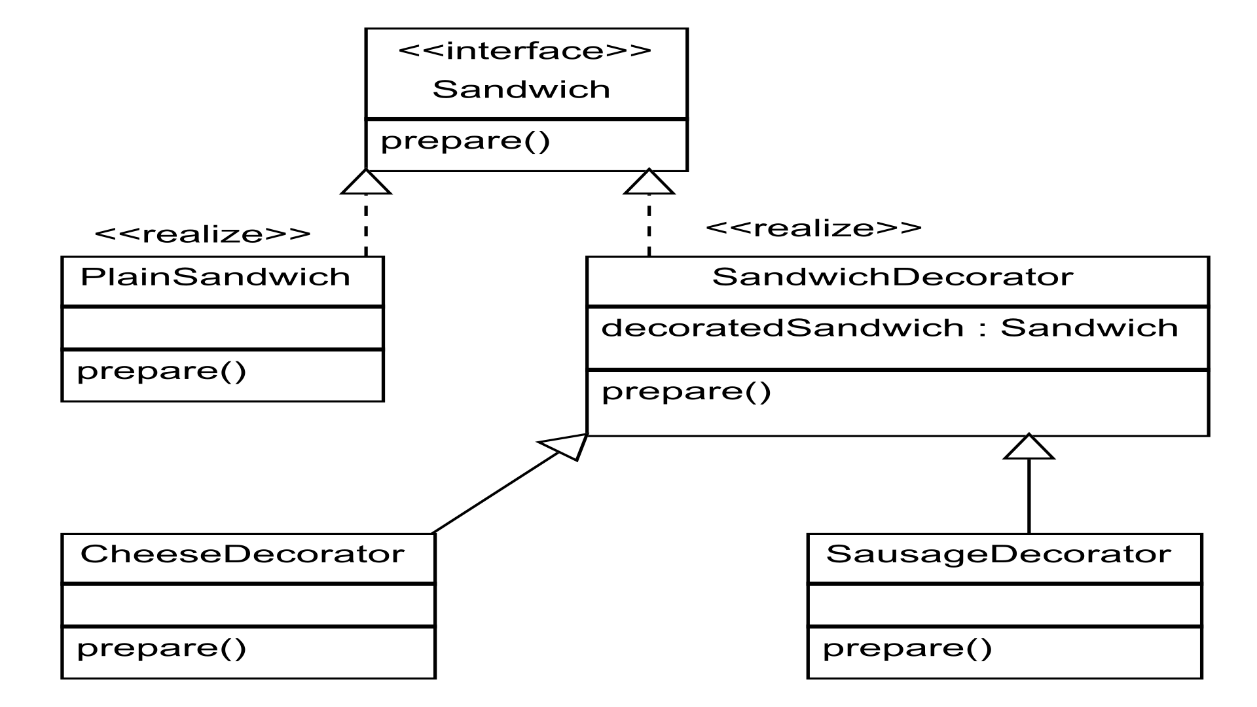 <<interface>>
Sandwich
prepare()
<<realize>>
<<realize>>
PlainSandwich
prepare()
SandwichDecorator
decoratedSandwich : Sandwich
prepare()
CheeseDecorator
prepare()
SausageDecorator
prepare()